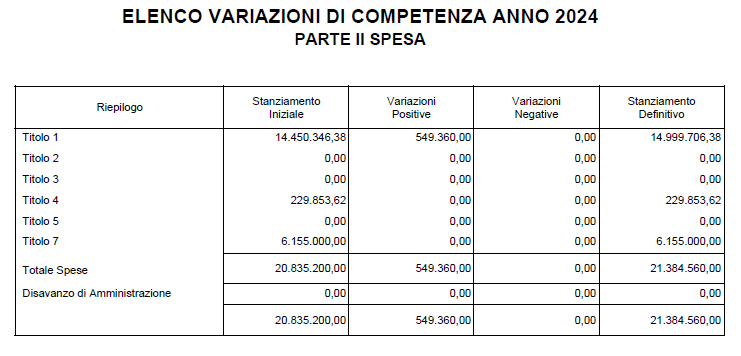 ELENCO VARIAZIONI DI COMPETENZA ANNO 2024
PARTE II SPESA
Riepilogo Stanziamento Iniziale Variazioni Positive Variazioni Negative Stanziamento Definitivo
Titolo 1 14.450.346,38 549.360,00 0,00 14.999.706,38
Titolo 2 0,00 0,00 0,00 0,00
Titolo 3 0,00 0,00 0,00 0,00
Titolo 4 229.853,62 0,00 0,00 229.853,62
Titolo 5 0,00 0,00 0,00 0,00
Titolo 7 6.155.000,00 0,00 0,00 6.155.000,00
Totale Spese 20.835.200,00 549.360,00 0,00 21.384.560,00
Disavanzo di Amministrazione 0,00 0,00 0,00 0,00
20.835.200,00 549.360,00 0,00 21.384.560,00